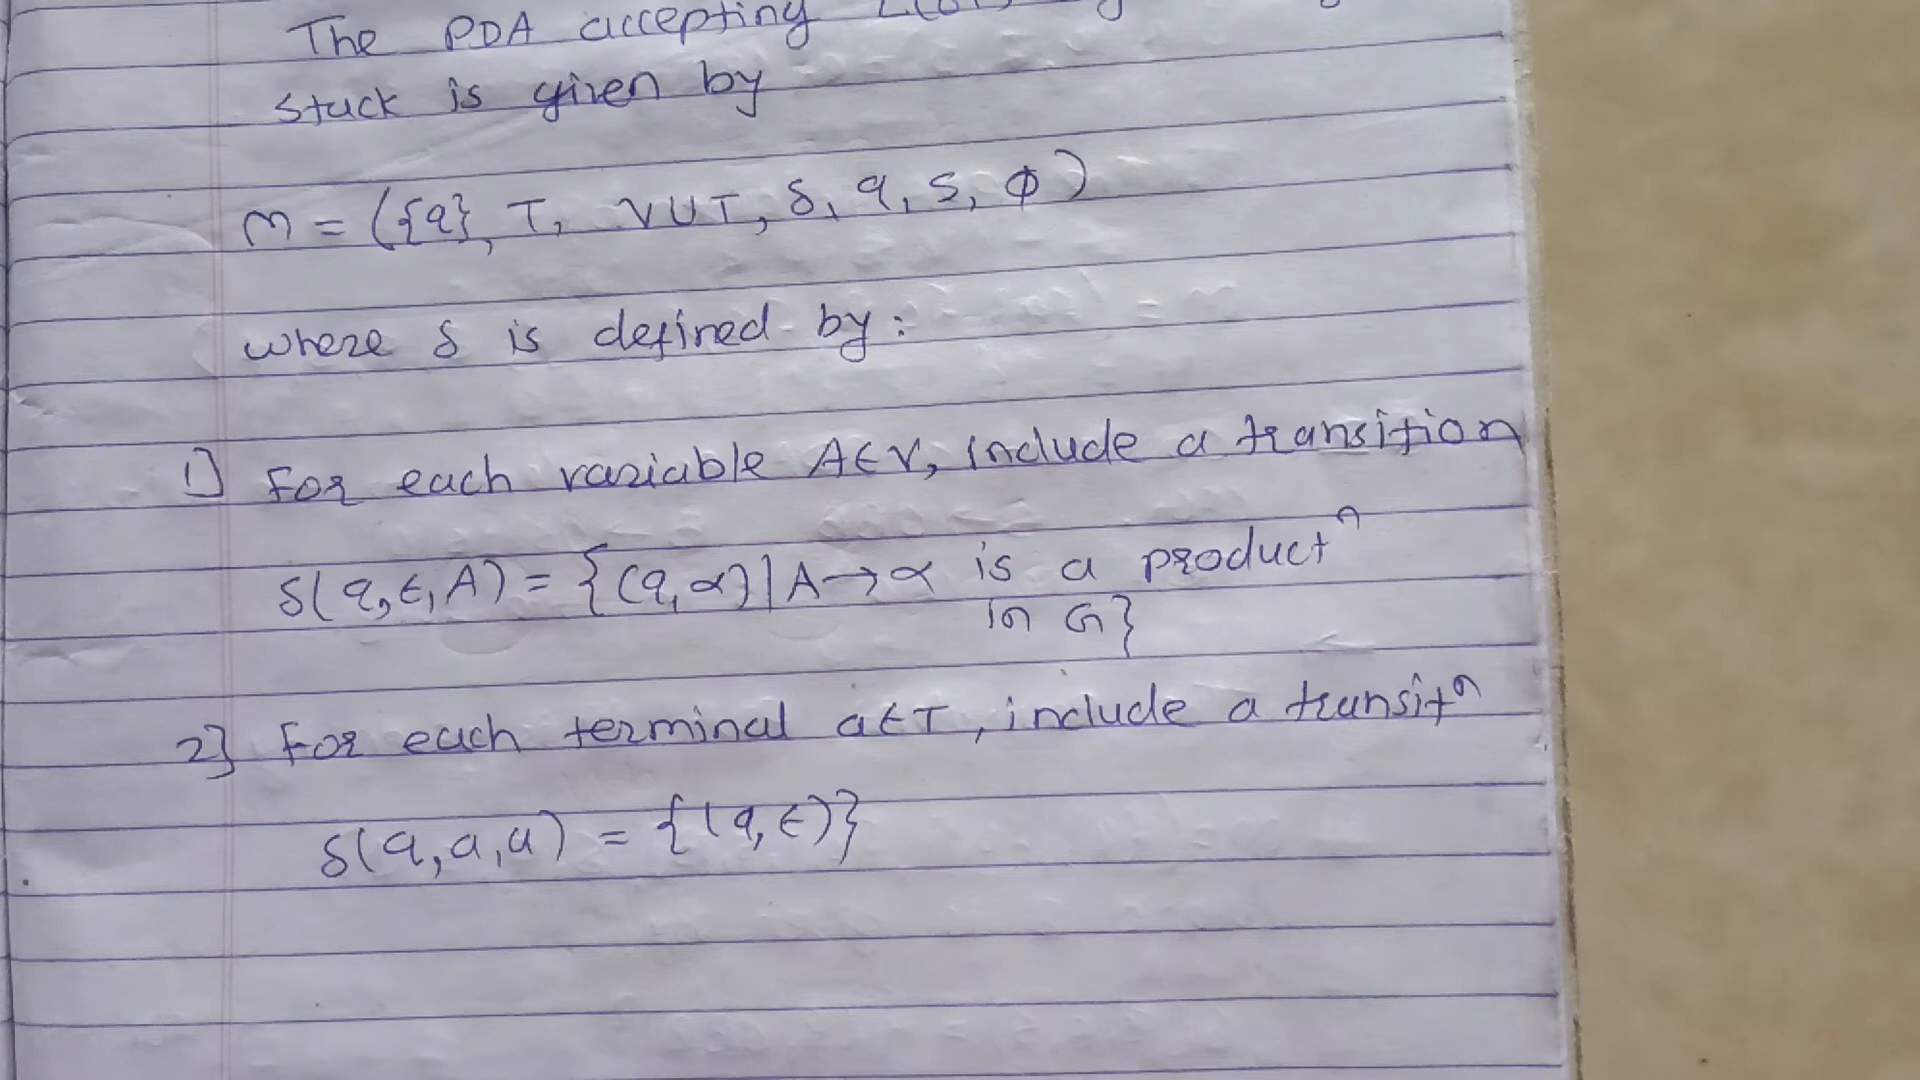 The PDA accepting
stack is given by
M = ({q}, T, VUT, δ, q, S, ϕ)
where δ is defined by:
1] For each variable A∈V, include a transition
δ(q,ϵ,A) = {(q,α)|A→α is a productⁿ
in G}
2} For each terminal a∈T, include a transitⁿ
δ(q,a,a) = {(q,ϵ)}